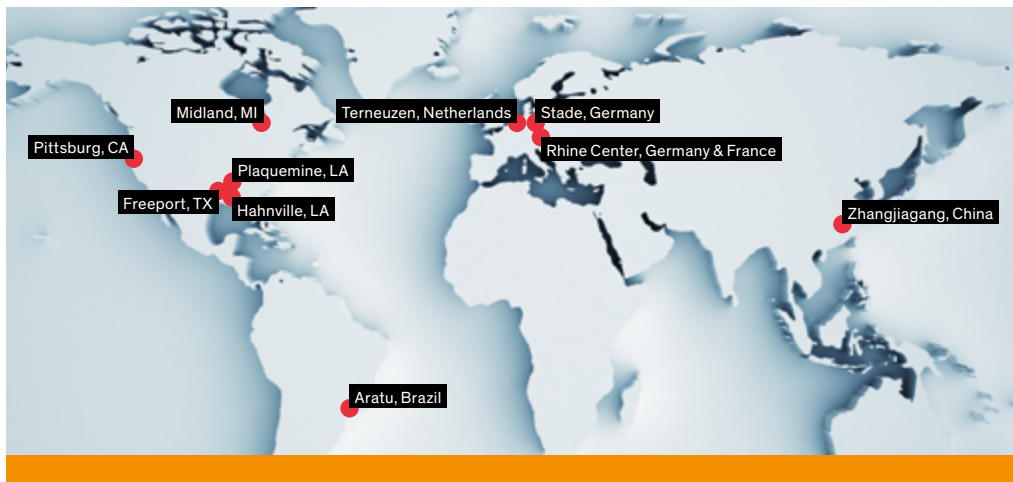 Midland, MI
Terneuzen, Netherlands
Stade, Germany
Pittsburg, CA
Rhine Center, Germany & France
Plaquemine, LA
Freeport, TX
Hahnville, LA
Zhangjiagang, China
Aratu, Brazil